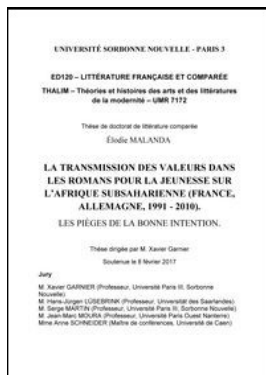 UNIVERSITÉ SORBONNE NOUVELLE - PARIS 3
ED120 – LITTÉRATURE FRANÇAISE ET COMPARÉE
THALIM – Théories et histoires des arts et des littératures
de la modernité – UMR 7172
Thèse de doctorat de littérature comparée
Élodie MALANDA
LA TRANSMISSION DES VALEURS DANS
LES ROMANS POUR LA JEUNESSE SUR
L'AFRIQUE SUBSAHARIENNE (FRANCE,
ALLEMAGNE, 1991 - 2010).
LES PIÈGES DE LA BONNE INTENTION.
Thèse dirigée par M. Xavier Garnier
Soutenue le 8 février 2017
Jury
M. Xavier GARNIER (Professeur, Université Paris III, Sorbonne
Nouvelle)
M. Hans-Jürgen LÜSEBRINK (Professeur, Universität des Saarlandes)
M. Serge MARTIN (Professeur, Université Paris III, Sorbonne Nouvelle)
M. Jean-Marc MOURA (Professeur, Université Paris Ouest Nanterre)
Mme Anne SCHNEIDER (Maître de conférences, Université de Caen)